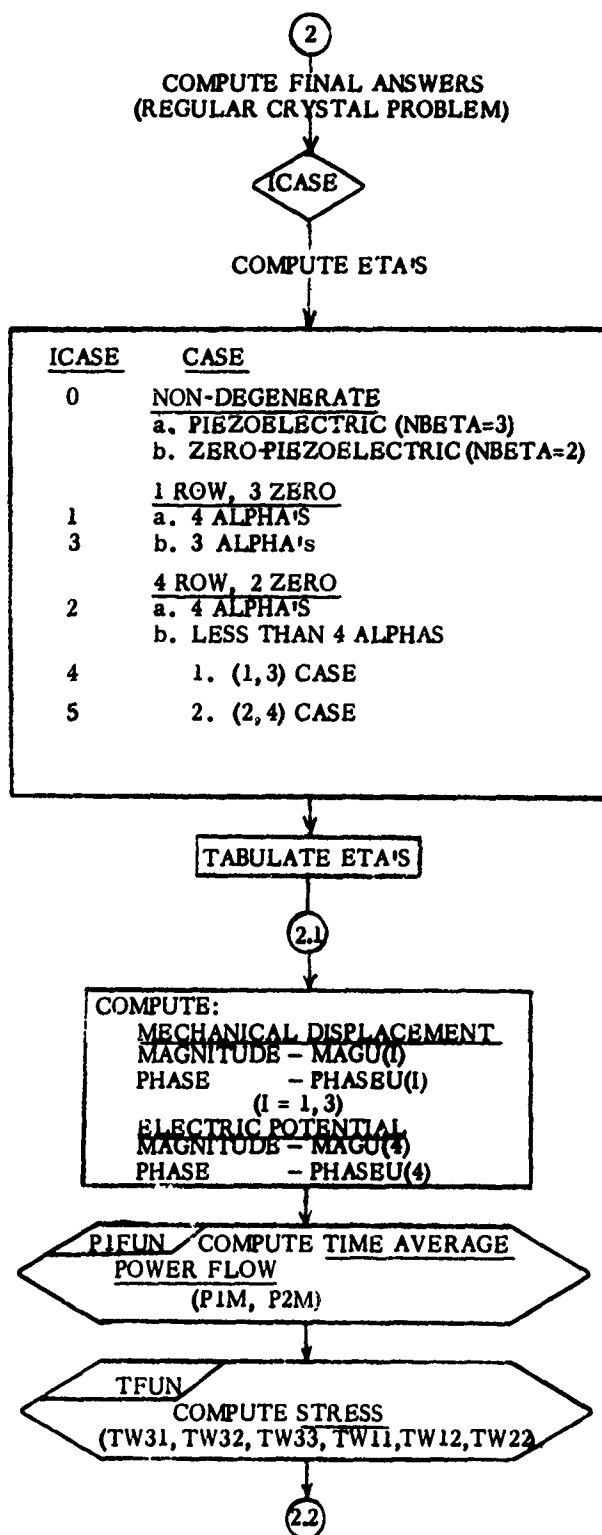 2
COMPUTE FINAL ANSWERS
(REGULAR CRYSTAL PROBLEM)
ICASE
COMPUTE ETA'S
ICASE CASE
0 NON-DEGENERATE
a. PIEZOELECTRIC (NBETA=3)
b. ZERO-PIEZOELECTRIC (NBETA=2)
1 ROW, 3 ZERO
1 a. 4 ALPHA'S
3 b. 3 ALPHA's
4 ROW, 2 ZERO
2 a. 4 ALPHA'S
b. LESS THAN 4 ALPHAS
4 1. (1,3) CASE
5 2. (2,4) CASE
TABULATE ETA'S
2.1
COMPUTE:
MECHANICAL DISPLACEMENT
MAGNITUDE - MAGU(I)
PHASE - PHASEU(I)
(I = 1,3)
ELECTRIC POTENTIAL
MAGNITUDE - MAGU(4)
PHASE - PHASEU(4)
P1FUN COMPUTE TIME AVERAGE
POWER FLOW
(P1M, P2M)
TFUN
COMPUTE STRESS
(TW31, TW32, TW33, TW11, TW12, TW22)
2.2